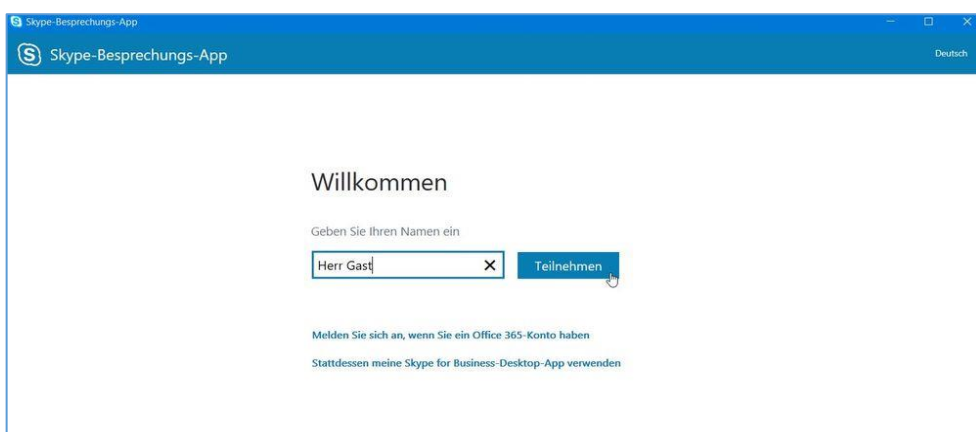 Skype-Besprechungs-App
Skype-Besprechungs-App
Deutsch
Willkommen
Geben Sie Ihren Namen ein
Herr Gast
Teilnehmen
Melden Sie sich an, wenn Sie ein Office 365-Konto haben
Stattdessen meine Skype for Business-Desktop-App verwenden